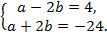 a − 2b = 4,
a + 2b = −24.